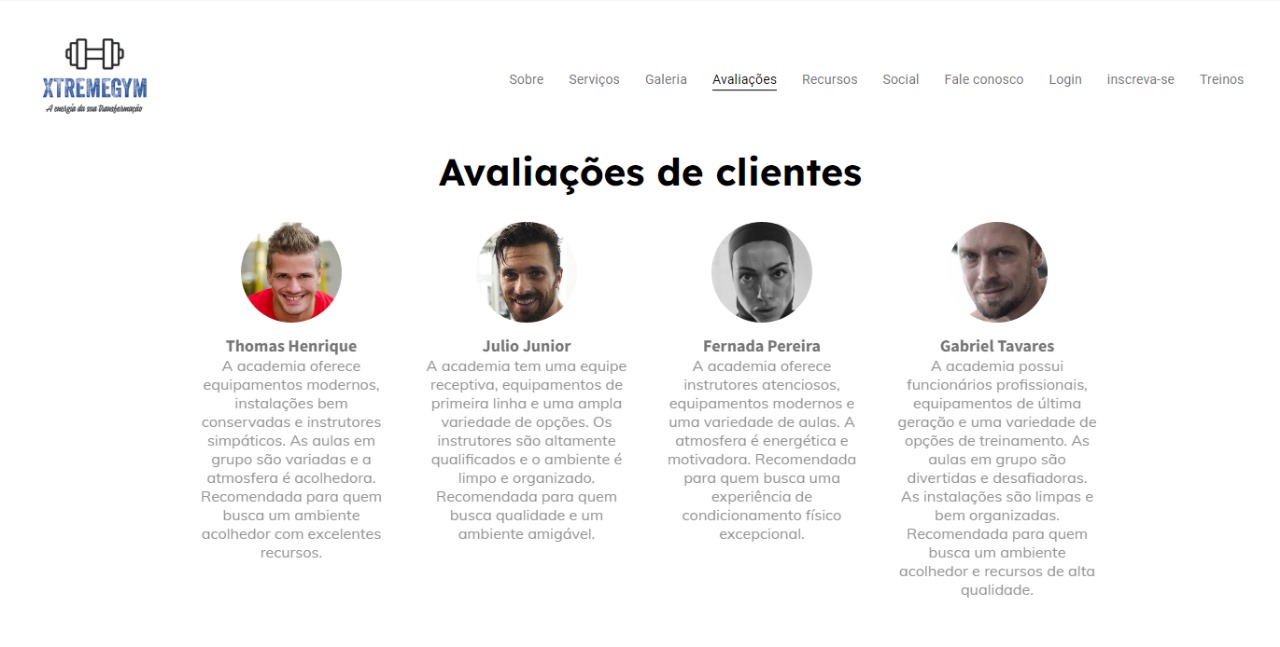 XTREMEGYM
A energia da sua transformação
Sobre Serviços Galeria Avaliações Recursos Social Fale conosco Login inscreva-se Treinos
Avaliações de clientes
Thomas Henrique
A academia oferece
equipamentos modernos,
instalações bem
conservadas e instrutores
simpáticos. As aulas em
grupo são variadas e a
atmosfera é acolhedora.
Recomendada para quem
busca um ambiente
acolhedor com excelentes
recursos.
Julio Junior
A academia tem uma equipe
receptiva, equipamentos de
primeira linha e uma ampla
variedade de opções. Os
instrutores são altamente
qualificados e o ambiente é
limpo e organizado.
Recomendada para quem
busca qualidade e um
ambiente amigável.
Fernada Pereira
A academia oferece
instrutores atenciosos,
equipamentos modernos e
uma variedade de aulas. A
atmosfera é energética e
motivadora. Recomendada
para quem busca uma
experiência de
condicionamento físico
excepcional.
Gabriel Tavares
A academia possui
funcionários profissionais,
equipamentos de última
geração e uma variedade de
opções de treinamento. As
aulas em grupo são
divertidas e desafiadoras.
As instalações são limpas e
bem organizadas.
Recomendada para quem
busca um ambiente
acolhedor e recursos de alta
qualidade.